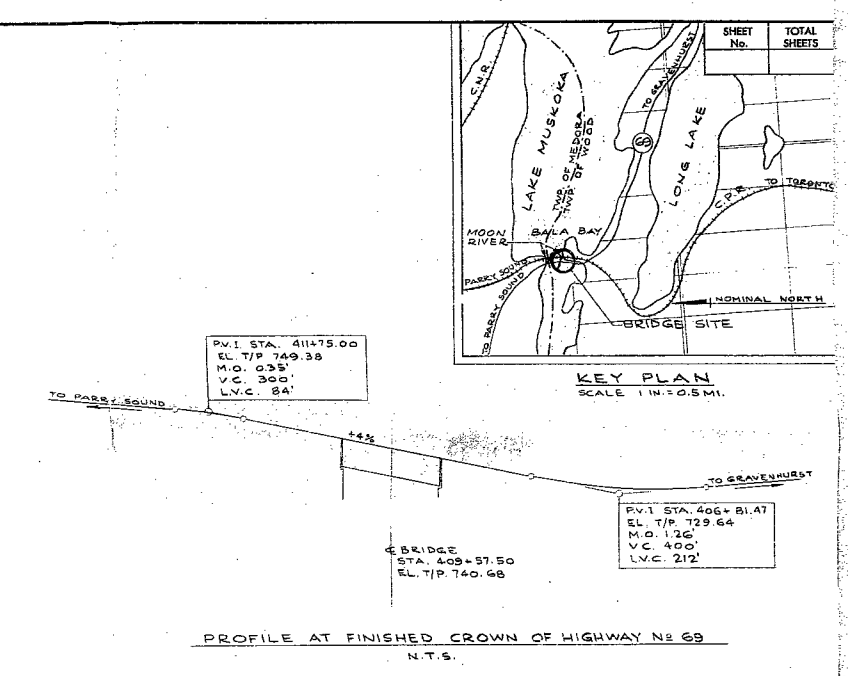 SHEET
No.
TOTAL
SHEETS
C.N.R.
LAKE MUSKOKA
TWP. OF MEDORA
TWP. OF WOOD
TO GRAVENHURST
69
LONG LAKE
C.P.R.
TO TORONTO
MOON
RIVER
BALA BAY
PARRY SOUND
TO PARRY SOUND
NOMINAL NORTH
BRIDGE SITE
KEY PLAN
SCALE 1 IN.=0.5 MI.
P.V.I. STA. 411+75.00
EL. T/P 749.38
M.O. 0.35'
V.C. 300'
L.V.C. 84'
TO PARRY SOUND
+4%
TO GRAVENHURST
P.V.I STA. 406+81.47
EL. T/P. 729.64
M.O. 1.26'
V.C. 400'
L.V.C. 212'
℄ BRIDGE
STA. 409+57.50
EL. T/P. 740.68
PROFILE AT FINISHED CROWN OF HIGHWAY Nº 69
N.T.S.